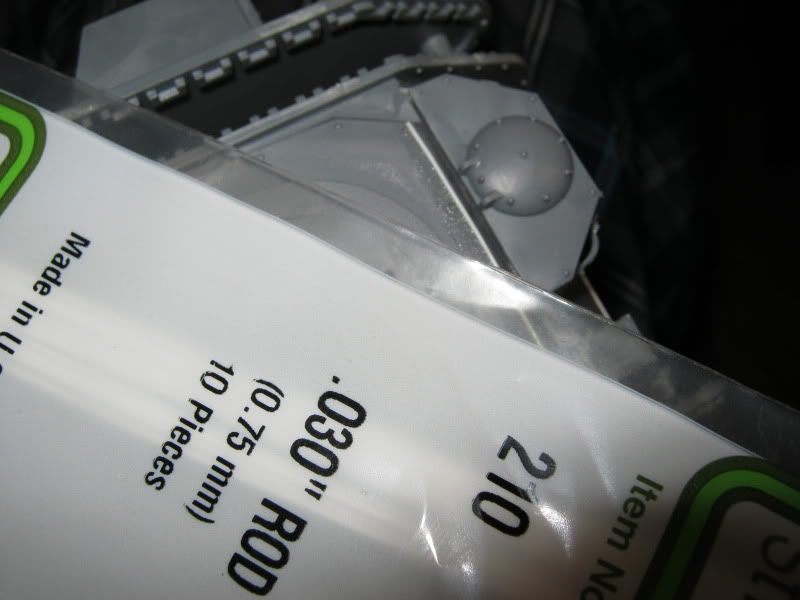 Item No
210
.030" ROD
(0.75 mm)
10 Pieces
Made in U.